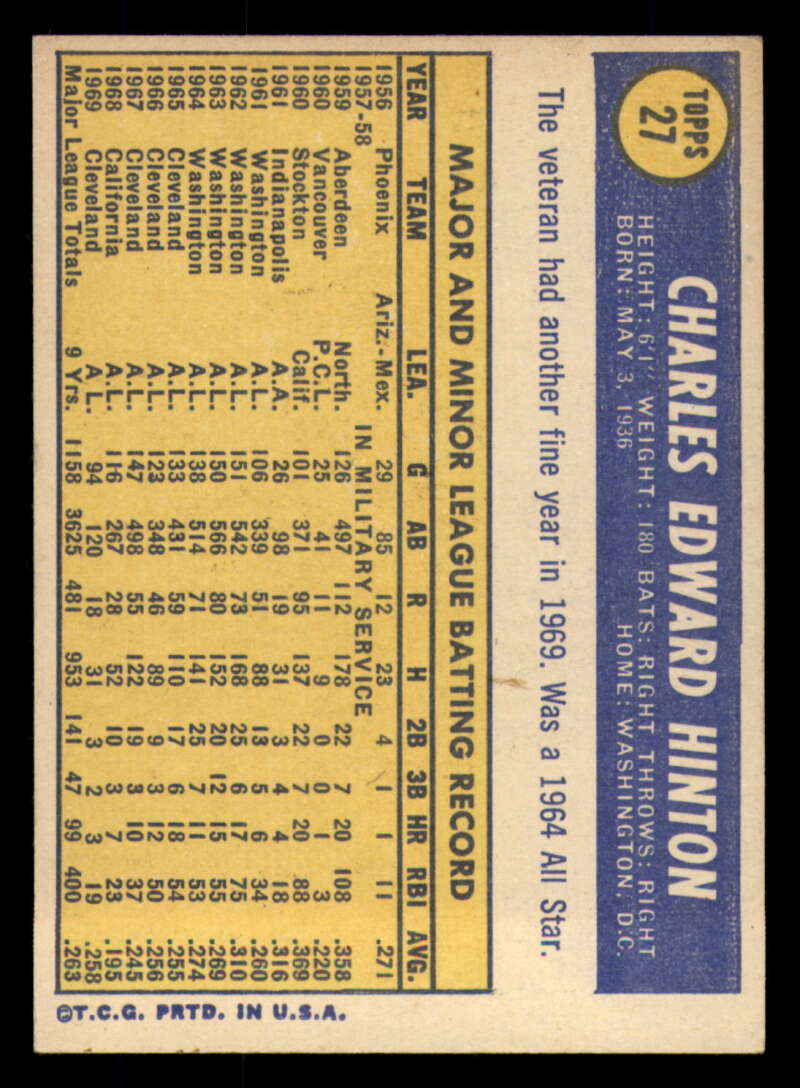 TOPPS
27
CHARLES EDWARD HINTON
HEIGHT: 6'1" WEIGHT: 180 BATS: RIGHT THROWS: RIGHT
BORN: MAY 3, 1936 HOME: WASHINGTON, D.C.
The veteran had another fine year in 1969. Was a 1964 All Star.
MAJOR AND MINOR LEAGUE BATTING RECORD
YEAR TEAM LEA. G AB R H 2B 3B HR RBI AVG.
1956 Phoenix Ariz.-Mex. 29 85 12 23 4 1 1 11 .271
1957-58 IN MILITARY SERVICE
1959 Aberdeen North. 126 497 112 178 22 7 20 108 .358
1960 Vancouver P.C.L. 25 41 11 9 0 0 1 3 .220
1960 Stockton Calif. 101 371 95 137 22 7 20 88 .369
1961 Indianapolis A.A. 26 98 19 31 3 4 4 18 .316
1961 Washington A.L. 106 339 51 88 13 5 6 34 .260
1962 Washington A.L. 151 542 73 168 25 6 17 75 .310
1963 Washington A.L. 150 566 80 152 20 12 15 55 .269
1964 Washington A.L. 138 514 71 141 25 7 11 53 .274
1965 Cleveland A.L. 133 431 59 110 17 6 18 54 .255
1966 Cleveland A.L. 123 348 46 89 9 3 12 50 .256
1967 Cleveland A.L. 147 498 55 122 19 3 10 37 .245
1968 California A.L. 116 267 28 52 10 3 7 23 .195
1969 Cleveland A.L. 94 120 18 31 3 2 3 19 .258
Major League Totals 9 Yrs. 1158 3625 481 953 141 47 99 400 .263
©T.C.G. PRTD. IN U.S.A.